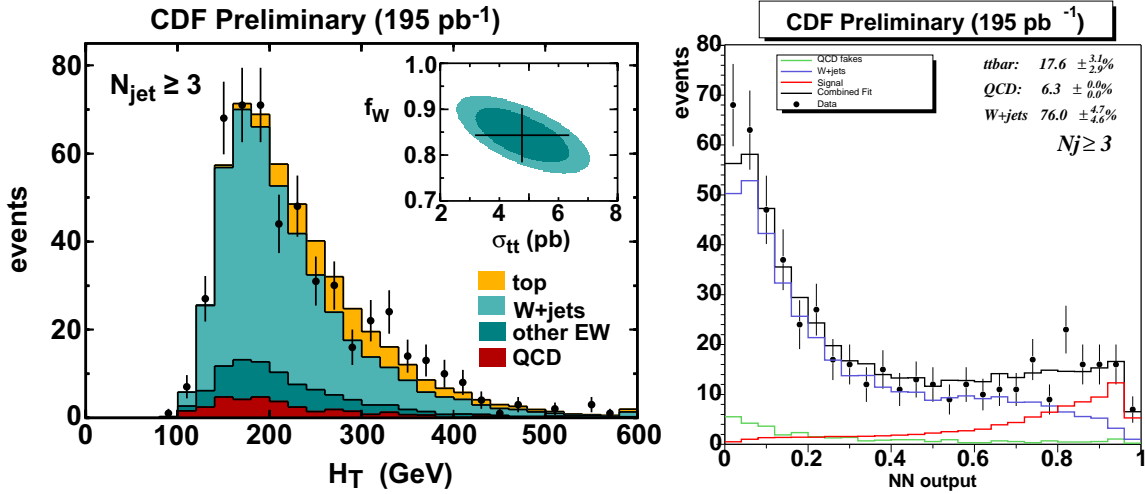 CDF Preliminary (195 pb-1)
N_jet ≥ 3
events
80
60
40
20
0
0 100 200 300 400 500 600
H_T (GeV)
f_W
1.0
0.9
0.8
0.7
2 4 6 8
σ_tt (pb)
top
W+jets
other EW
QCD
CDF Preliminary (195 pb -1)
events
80
70
60
50
40
30
20
10
0
QCD fakes
W+jets
Signal
Combined Fit
Data
ttbar: 17.6 ± 3.1 2.9 %
QCD: 6.3 ± 0.0 0.0 %
W+jets 76.0 ± 4.7 4.6 %
Nj ≥ 3
0 0.2 0.4 0.6 0.8 1
NN output